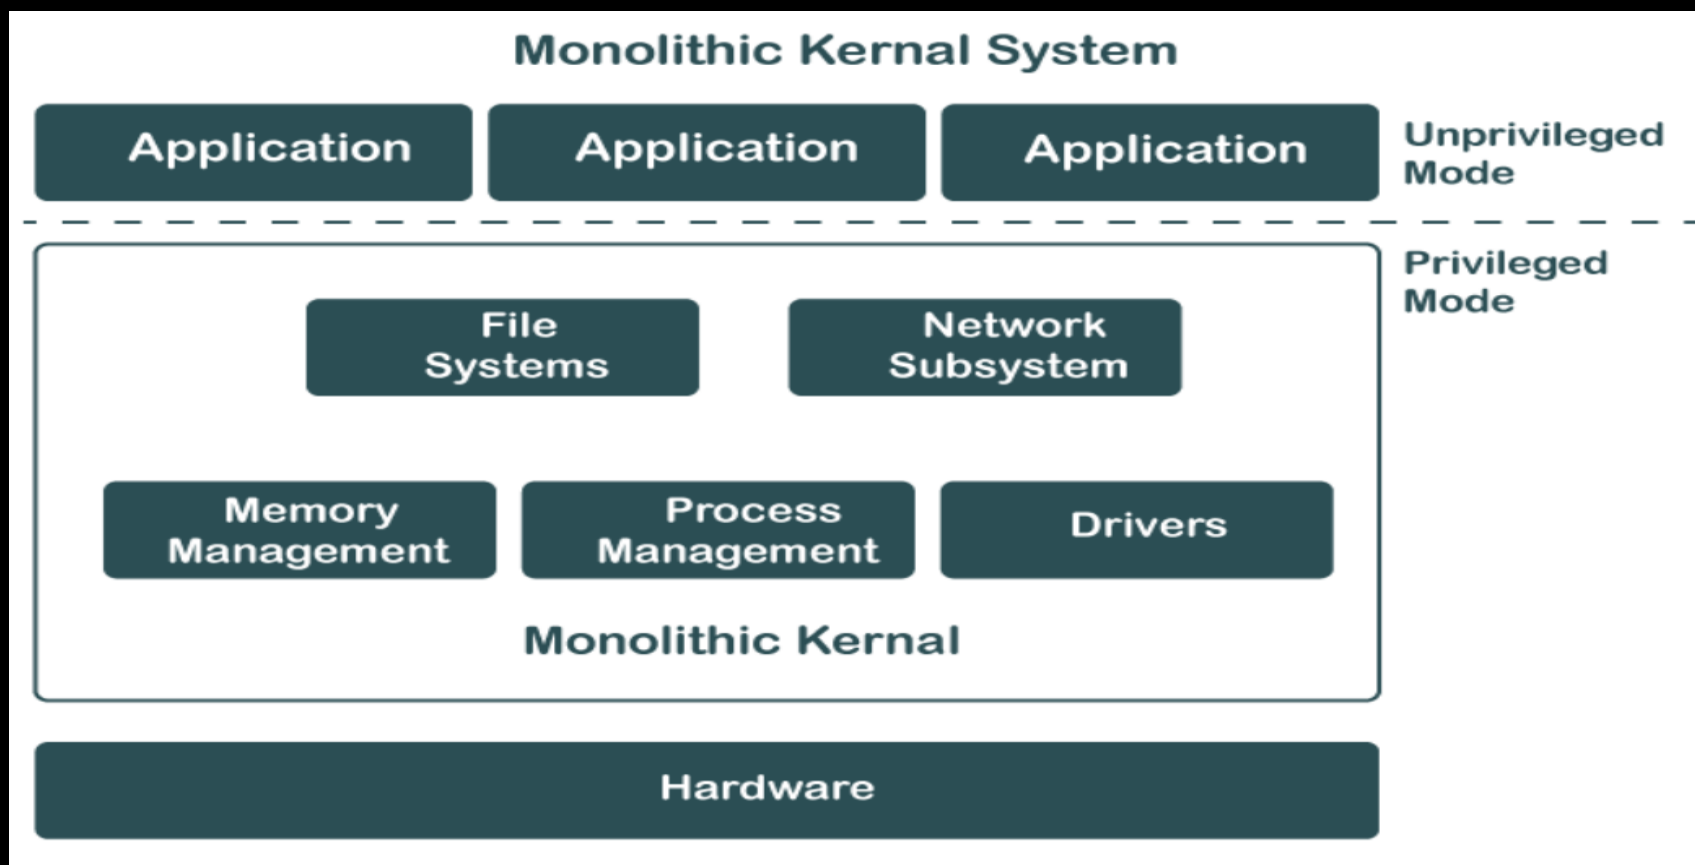 Monolithic Kernal System
Application
Application
Application
Unprivileged
Mode
Privileged
Mode
File
Systems
Network
Subsystem
Memory
Management
Process
Management
Drivers
Monolithic Kernal
Hardware